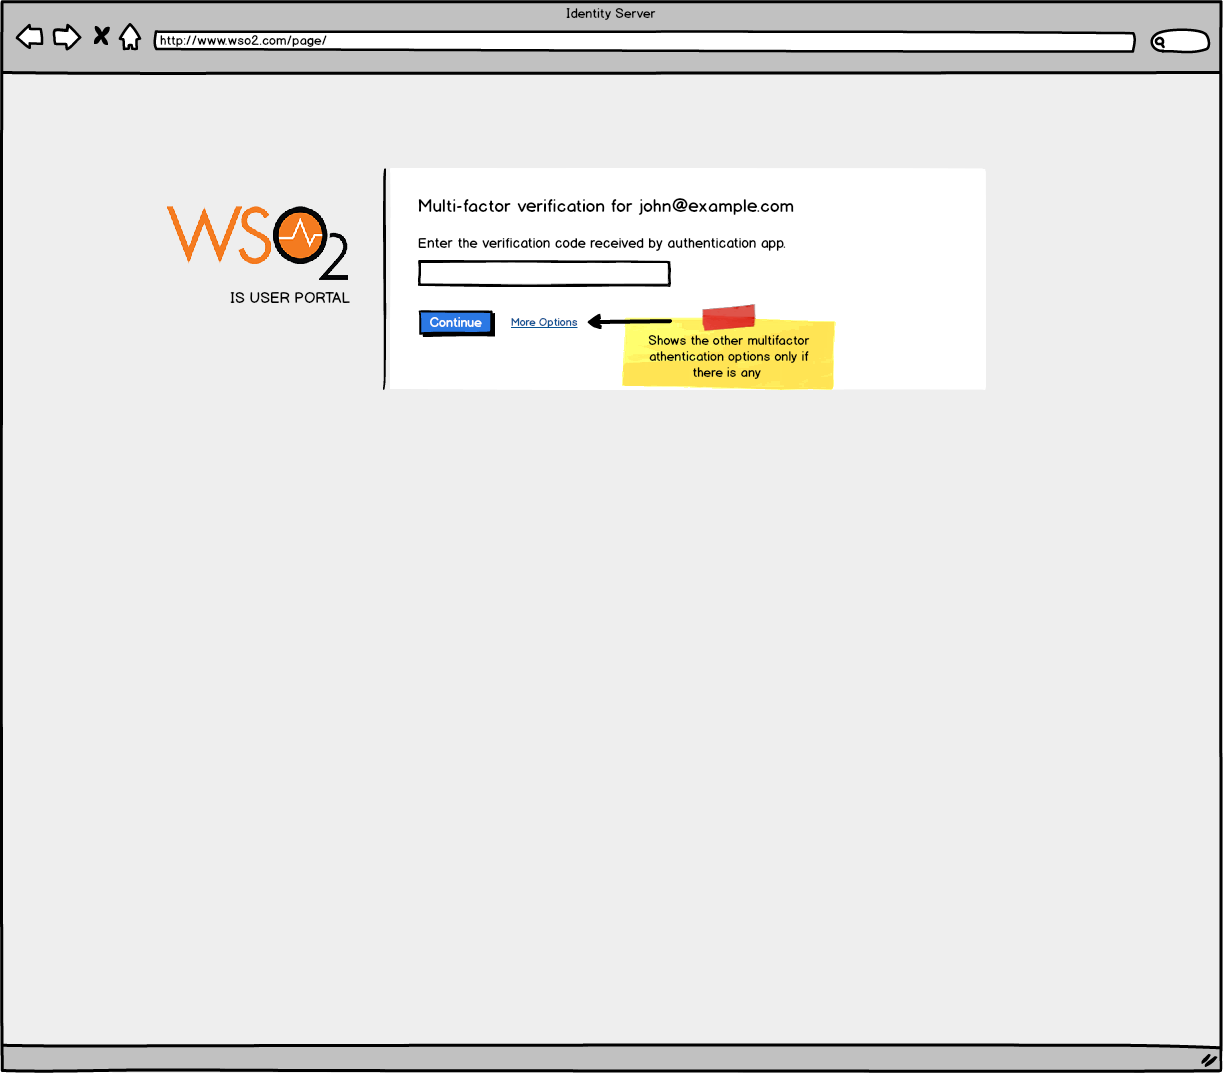 Identity Server
http://www.wso2.com/page/
WSO2
IS USER PORTAL
Multi-factor verification for john@example.com
Enter the verification code received by authentication app.
Continue
More Options
Shows the other multifactor
athentication options only if
there is any